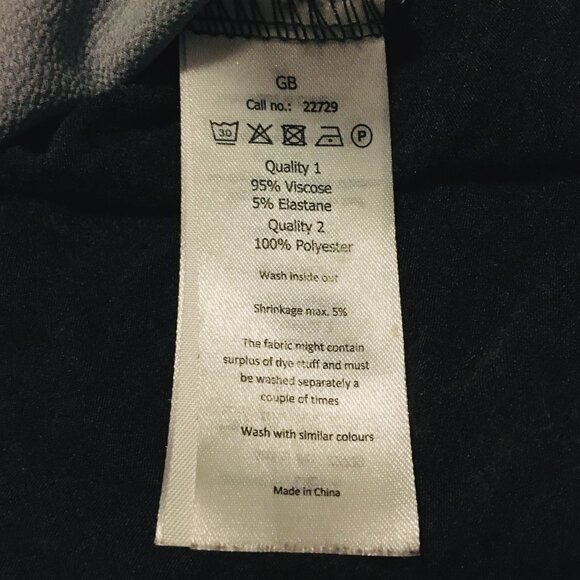 GB
Call no.: 22729
30 P
Quality 1
95% Viscose
5% Elastane
Quality 2
100% Polyester
Wash inside out
Shrinkage max. 5%
The fabric might contain
surplus of dye stuff and must
be washed separately a
couple of times
Wash with similar colours
Made in China